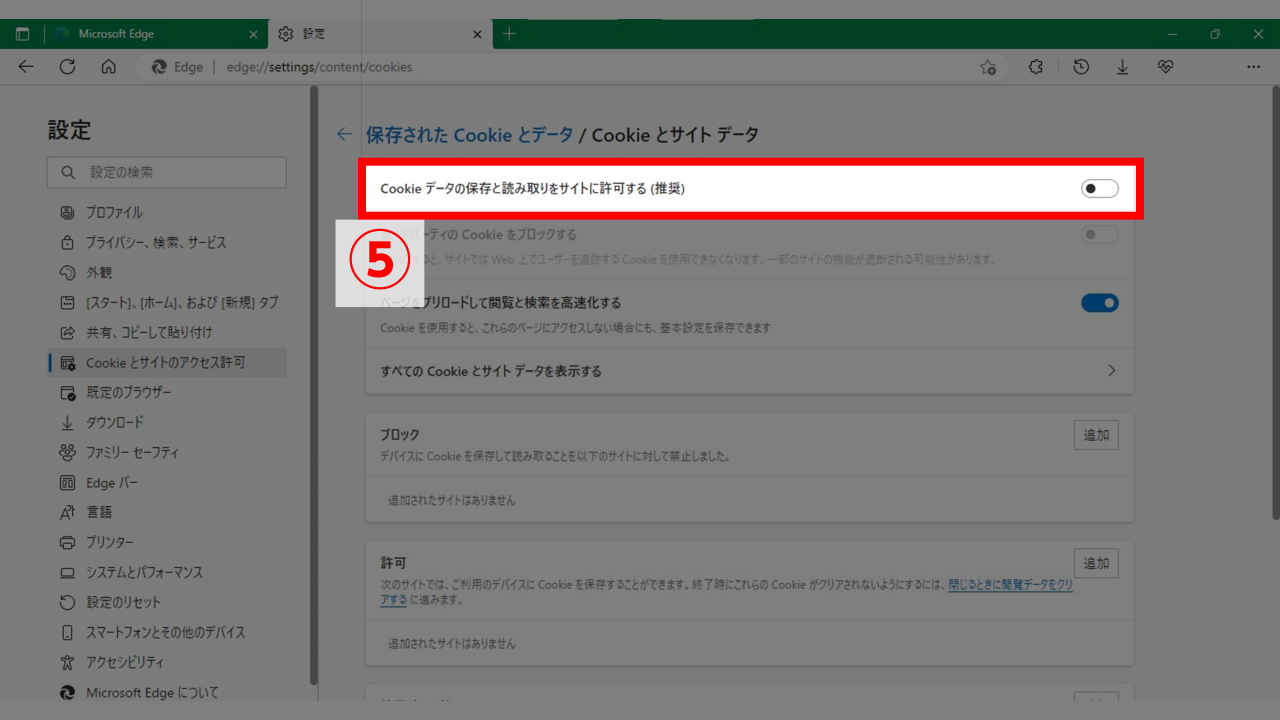 Microsoft Edge
設定
Edge
edge://settings/content/cookies
設定
設定の検索
プロファイル
プライバシー、検索、サービス
外観
[スタート]、[ホーム]、および [新規] タブ
共有、コピーして貼り付け
Cookie とサイトのアクセス許可
既定のブラウザー
ダウンロード
ファミリー セーフティ
Edge バー
言語
プリンター
システムとパフォーマンス
設定のリセット
スマートフォンとその他のデバイス
アクセシビリティ
Microsoft Edge について
保存された Cookie とデータ / Cookie とサイト データ
Cookie データの保存と読み取りをサイトに許可する (推奨)
⑤
サードパーティの Cookie をブロックする
と、サイトでは Web 上でユーザーを追跡する Cookie を使用できなくなります。一部のサイトの機能が遮断される可能性があります。
ページをプリロードして閲覧と検索を高速化する
Cookie を使用すると、これらのページにアクセスしない場合にも、基本設定を保存できます
すべての Cookie とサイト データを表示する
ブロック
追加
デバイスに Cookie を保存して読み取ることを以下のサイトに対して禁止しました。
追加されたサイトはありません
許可
追加
次のサイトでは、ご利用のデバイスに Cookie を保存することができます。終了時にこれらの Cookie がクリアされないようにするには、閉じるときに閲覧データをクリ
アする に進みます。
追加されたサイトはありません